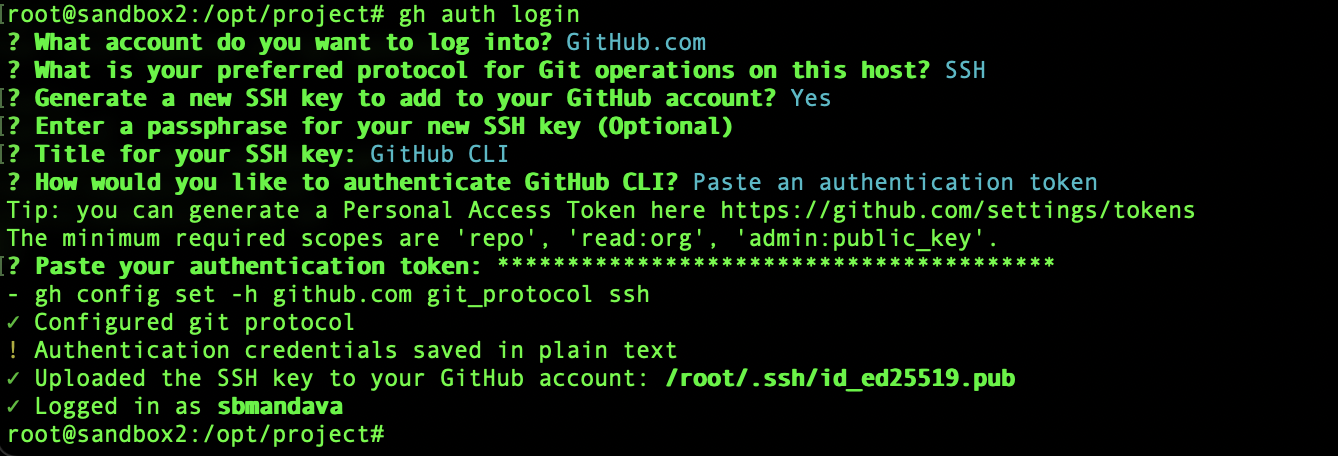 [root@sandbox2:/opt/project# gh auth login
? What account do you want to log into? GitHub.com
? What is your preferred protocol for Git operations on this host? SSH
[? Generate a new SSH key to add to your GitHub account? Yes
[? Enter a passphrase for your new SSH key (Optional)
[? Title for your SSH key: GitHub CLI
? How would you like to authenticate GitHub CLI? Paste an authentication token
Tip: you can generate a Personal Access Token here https://github.com/settings/tokens
The minimum required scopes are 'repo', 'read:org', 'admin:public_key'.
[? Paste your authentication token: ****************************************
- gh config set -h github.com git_protocol ssh
✓ Configured git protocol
! Authentication credentials saved in plain text
✓ Uploaded the SSH key to your GitHub account: /root/.ssh/id_ed25519.pub
✓ Logged in as sbmandava
root@sandbox2:/opt/project#